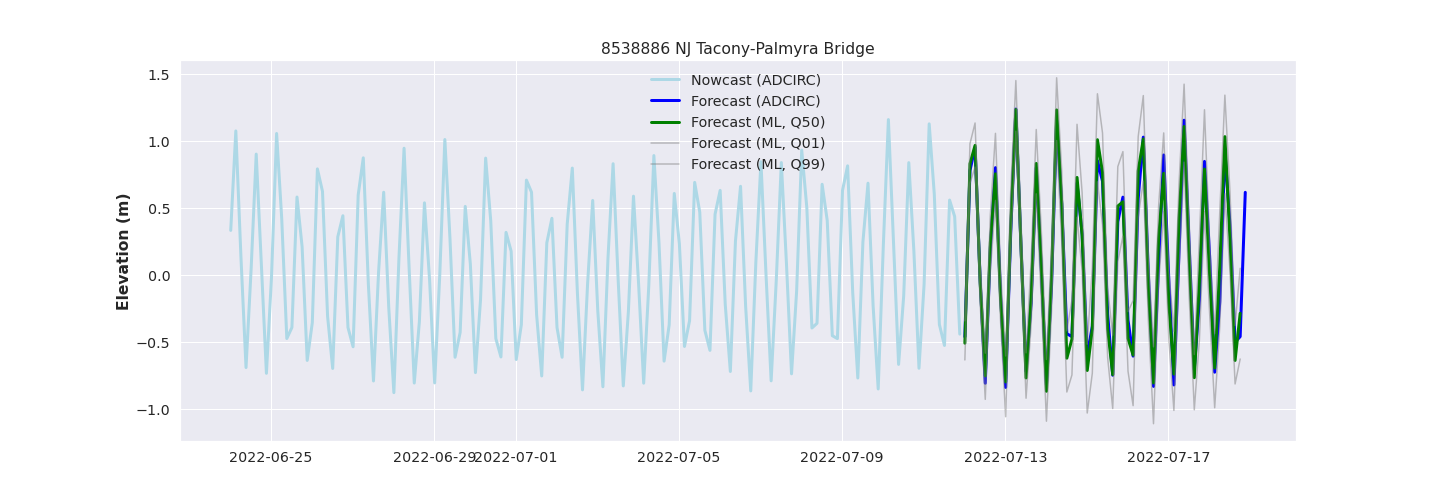 8538886 NJ Tacony-Palmyra Bridge
Nowcast (ADCIRC)
Forecast (ADCIRC)
Forecast (ML, Q50)
Forecast (ML, Q01)
Forecast (ML, Q99)
Elevation (m)
1.5
1.0
0.5
0.0
−0.5
−1.0
2022-06-25 2022-06-29 2022-07-01 2022-07-05 2022-07-09 2022-07-13 2022-07-17